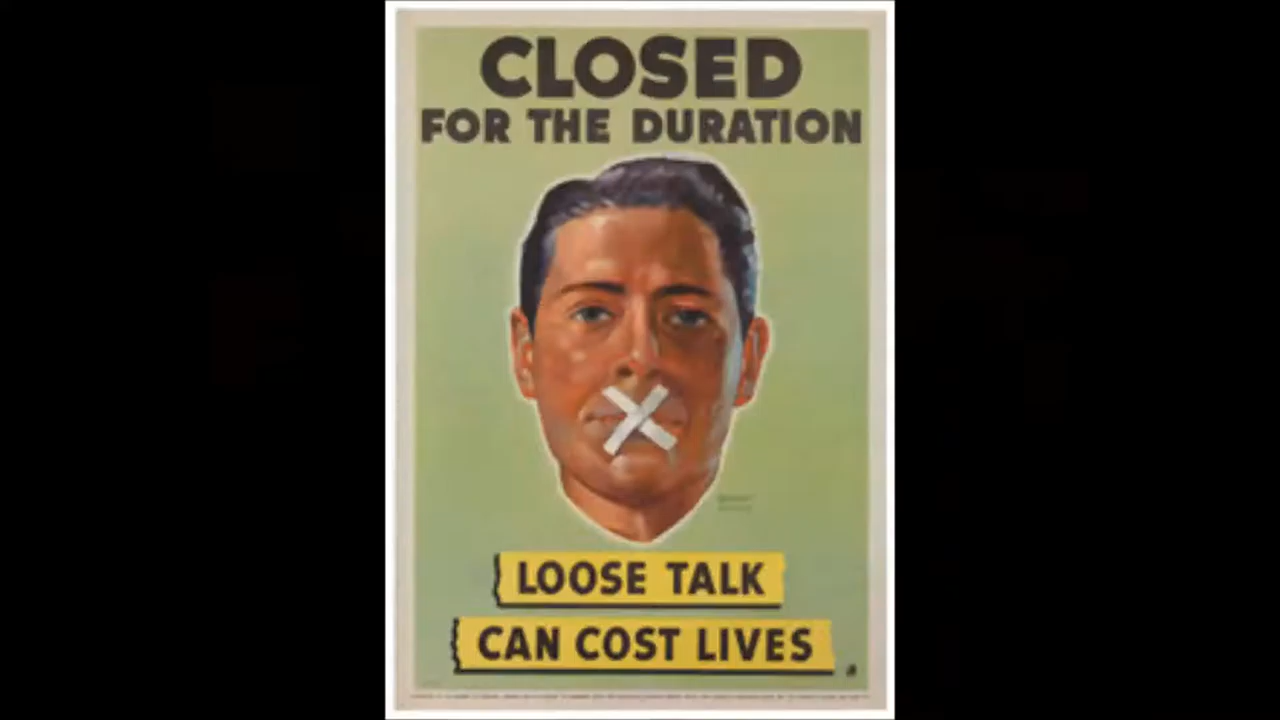 CLOSED
FOR THE DURATION
LOOSE TALK
CAN COST LIVES